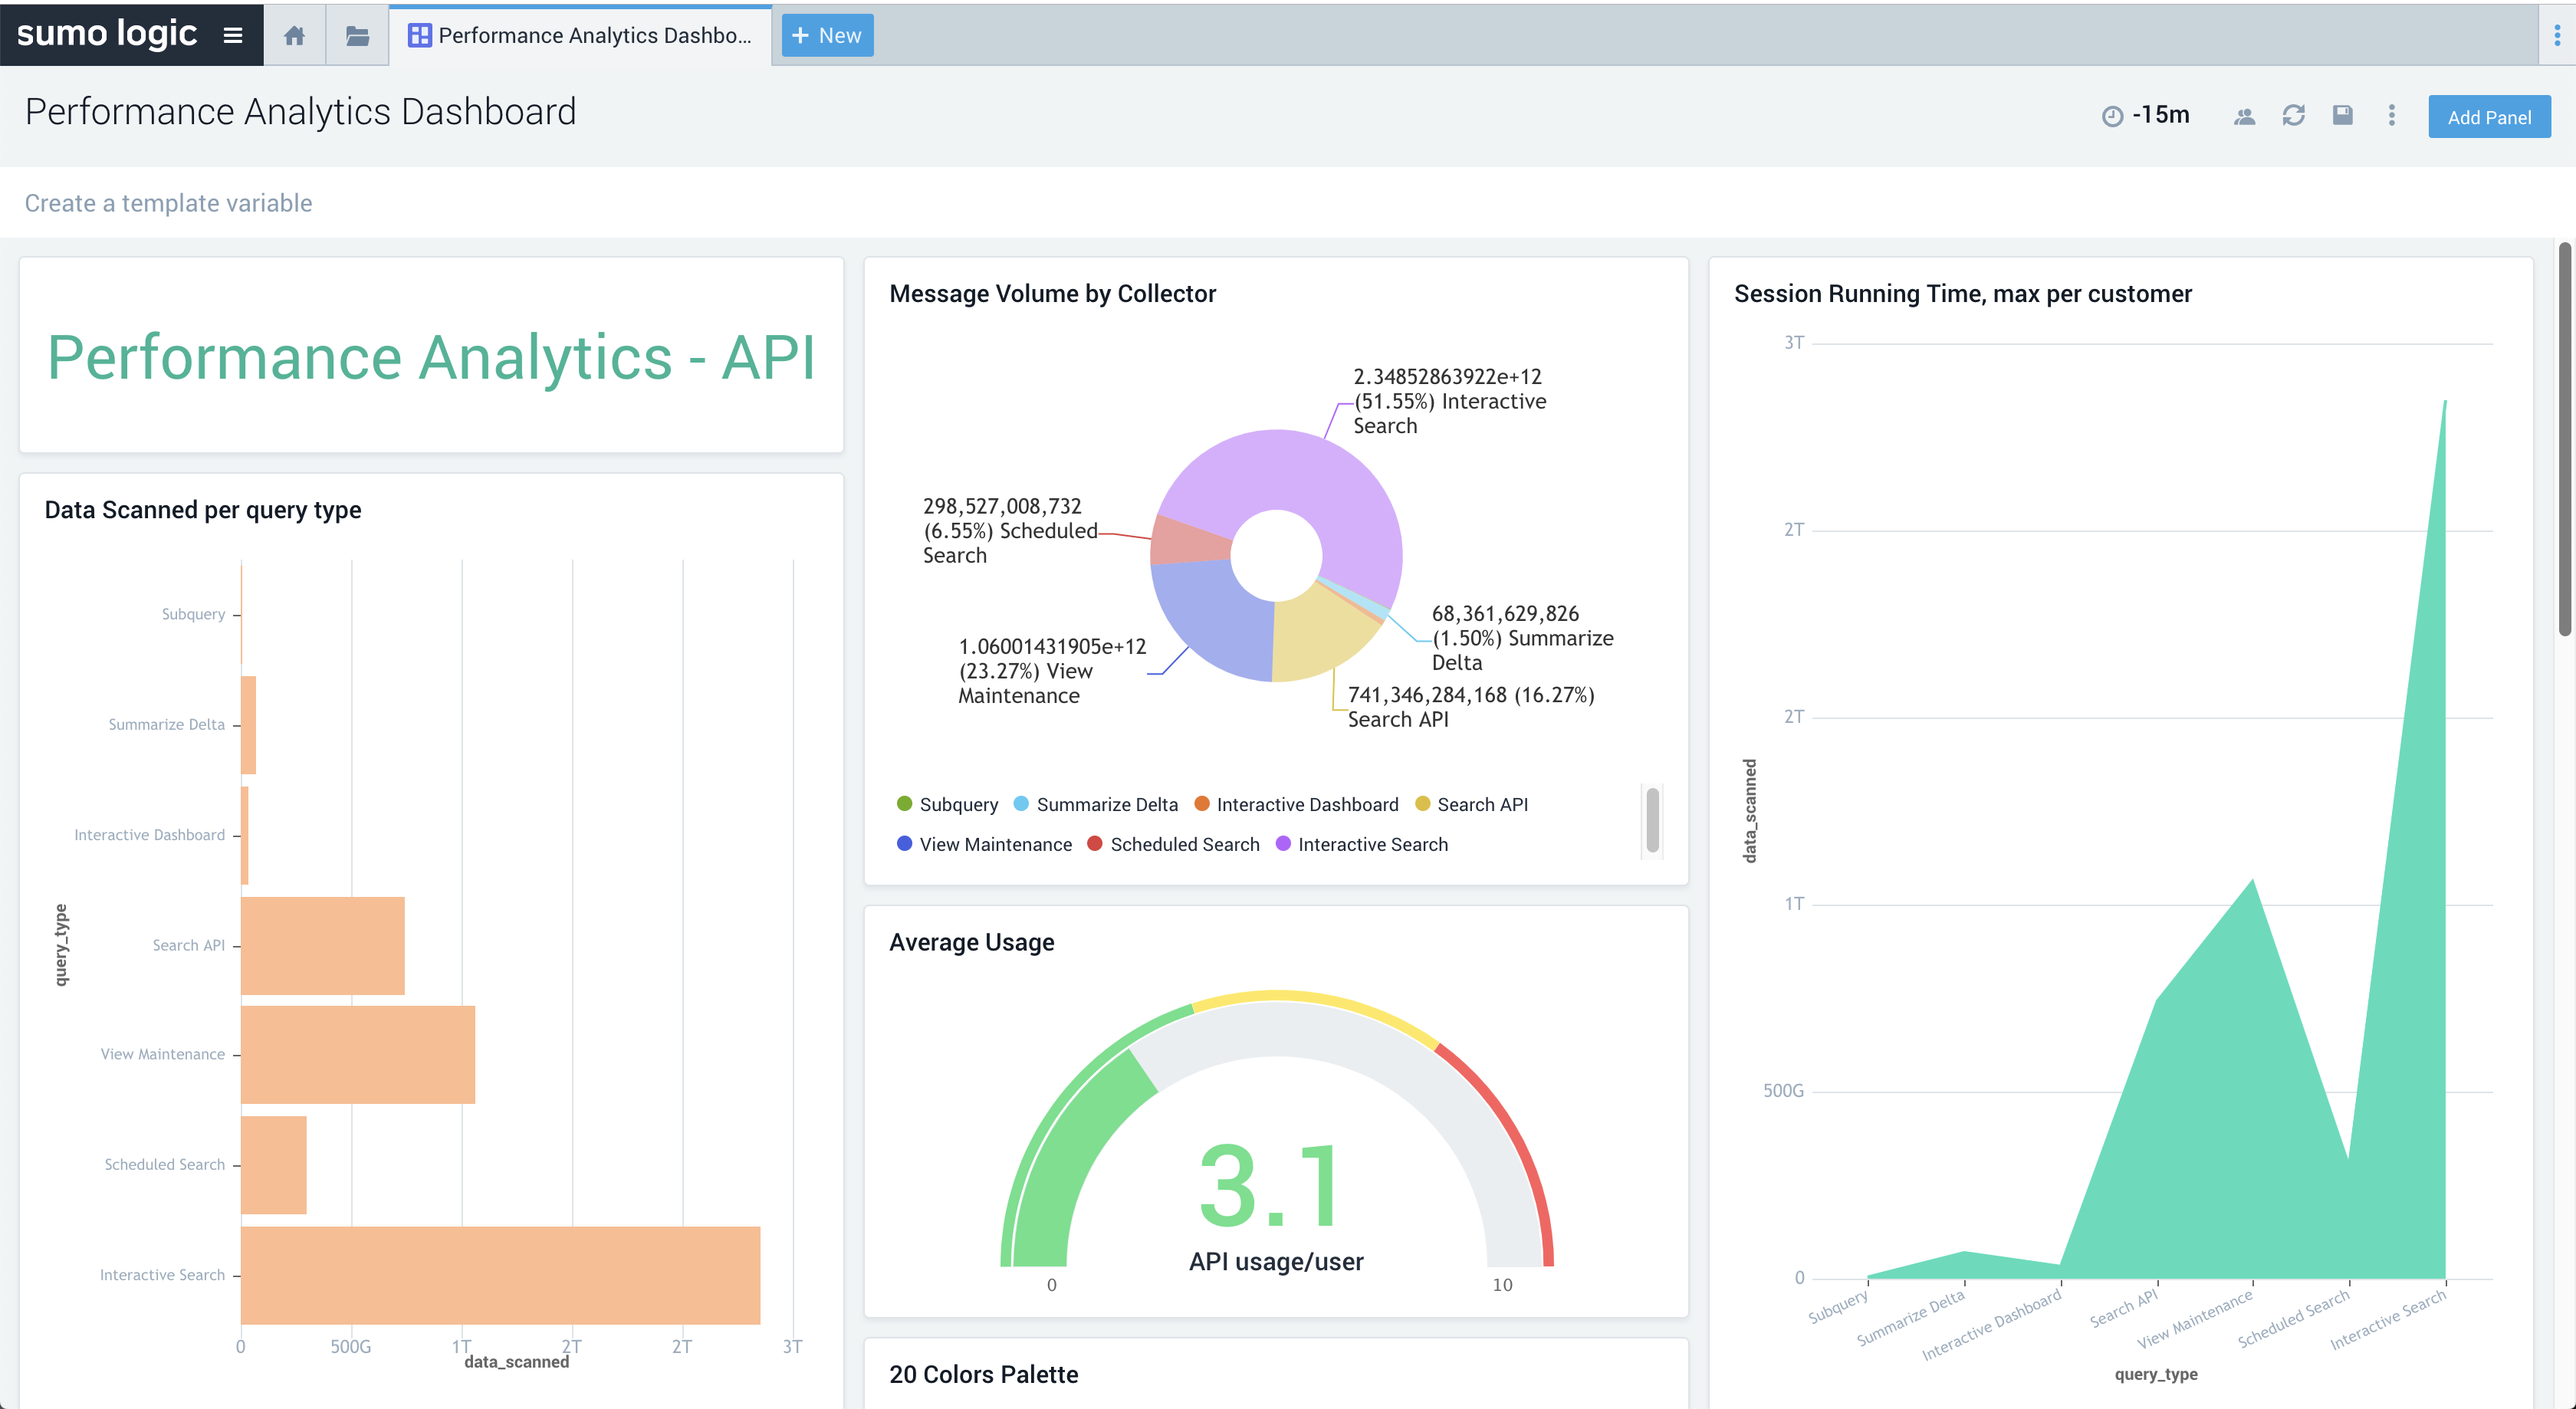 sumo logic
Performance Analytics Dashbo...
+ New
Performance Analytics Dashboard
-15m
Add Panel
Create a template variable
Performance Analytics - API
Data Scanned per query type
Subquery
Summarize Delta
Interactive Dashboard
Search API
View Maintenance
Scheduled Search
Interactive Search
query_type
0
500G
1T
2T
2T
3T
data_scanned
Message Volume by Collector
2.34852863922e+12
(51.55%) Interactive
Search
298,527,008,732
(6.55%) Scheduled
Search
68,361,629,826
(1.50%) Summarize
Delta
1.06001431905e+12
(23.27%) View
Maintenance
741,346,284,168 (16.27%)
Search API
Subquery
Summarize Delta
Interactive Dashboard
Search API
View Maintenance
Scheduled Search
Interactive Search
Average Usage
3.1
API usage/user
0
10
20 Colors Palette
Session Running Time, max per customer
3T
2T
2T
1T
500G
0
data_scanned
Subquery
Summarize Delta
Interactive Dashboard
Search API
View Maintenance
Scheduled Search
Interactive Search
query_type